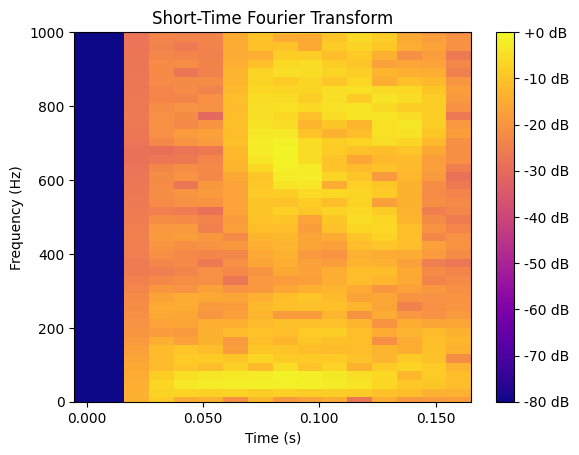 Short-Time Fourier Transform
Frequency (Hz)
1000
800
600
400
200
0
0.000
0.050
0.100
0.150
Time (s)
+0 dB
-10 dB
-20 dB
-30 dB
-40 dB
-50 dB
-60 dB
-70 dB
-80 dB